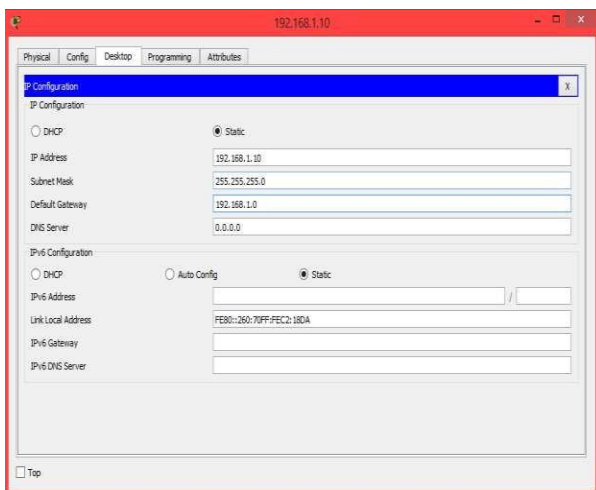 192.168.1.10
Physical Config Desktop Programming Attributes
IP Configuration X
IP Configuration
DHCP Static
IP Address 192.168.1.10
Subnet Mask 255.255.255.0
Default Gateway 192.168.1.0
DNS Server 0.0.0.0
IPv6 Configuration
DHCP Auto Config Static
IPv6 Address /
Link Local Address FE80::260:70FF:FEC2:18DA
IPv6 Gateway
IPv6 DNS Server
Top